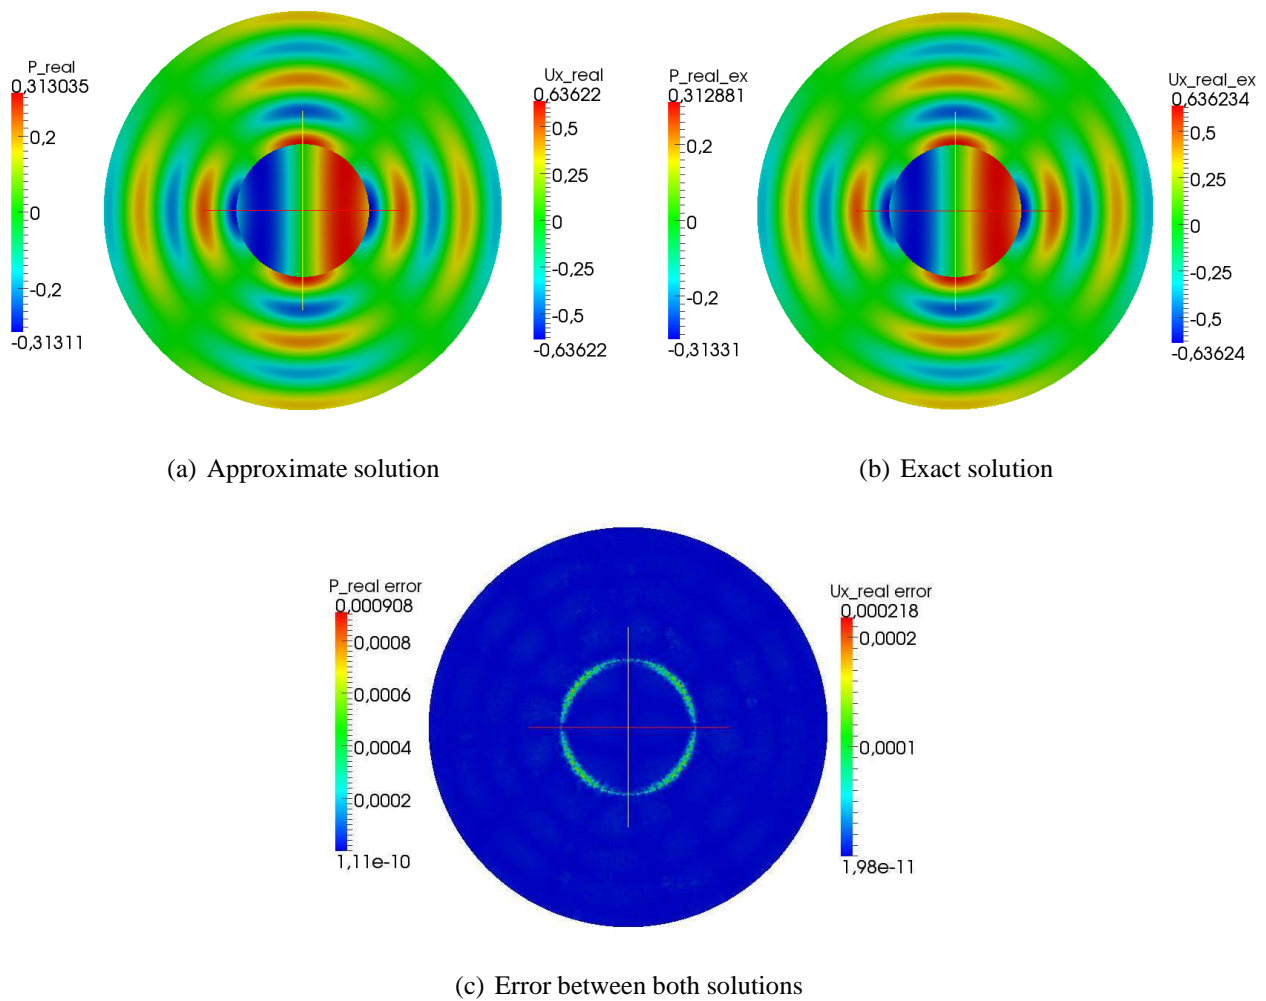 P_real
0,313035
0,2
0
-0,2
-0,31311
Ux_real
0,63622
0,5
0,25
0
-0,25
-0,5
-0,63622
(a) Approximate solution
P_real_ex
0,312881
0,2
0
-0,2
-0,31331
Ux_real_ex
0,636234
0,5
0,25
0
-0,25
-0,5
-0,63624
(b) Exact solution
P_real error
0,000908
0,0008
0,0006
0,0004
0,0002
1,11e-10
Ux_real error
0,000218
0,0002
0,0001
1,98e-11
(c) Error between both solutions